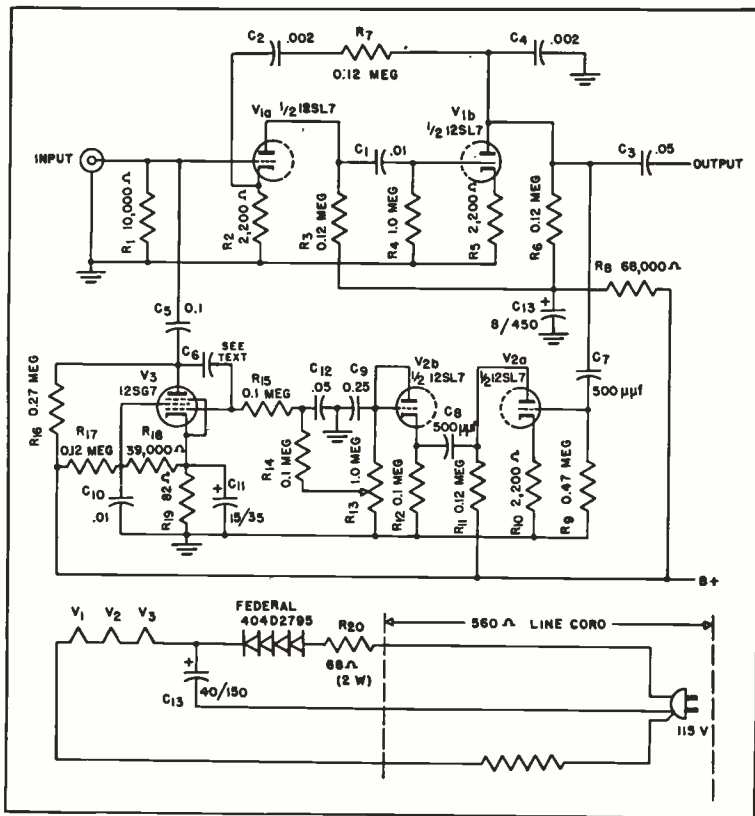 C2 .002
R7
0.12 MEG
C4 .002
V1a 1/2 12SL7
V1b
1/2 12SL7
INPUT
C1 .01
C3 .05
OUTPUT
R1 10,000 Ω
R2 2,200 Ω
R3 0.12 MEG
R4 1.0 MEG
R5 2,200 Ω
R6 0.12 MEG
R8 68,000 Ω
C13 +
8/450
C5 0.1
C6
SEE TEXT
V3
12SG7
R15
0.1 MEG
C12
.05
C9
0.25
V2b
1/2 12SL7
V2a
1/2 12SL7
C8
500 μμf
C7
500 μμf
R16 0.27 MEG
R17
0.12 MEG
R18
39,000 Ω
C10
.01
R19 82 Ω
+ C11
15/35
R14 0.1 MEG
R13 1.0 MEG
R12 0.1 MEG
R11 0.12 MEG
R10 2,200 Ω
R9 0.47 MEG
B+
V1 V2 V3
FEDERAL
404D2795
R20
68 Ω
(2 W)
560 Ω LINE CORD
+
40/150
C13
115 V